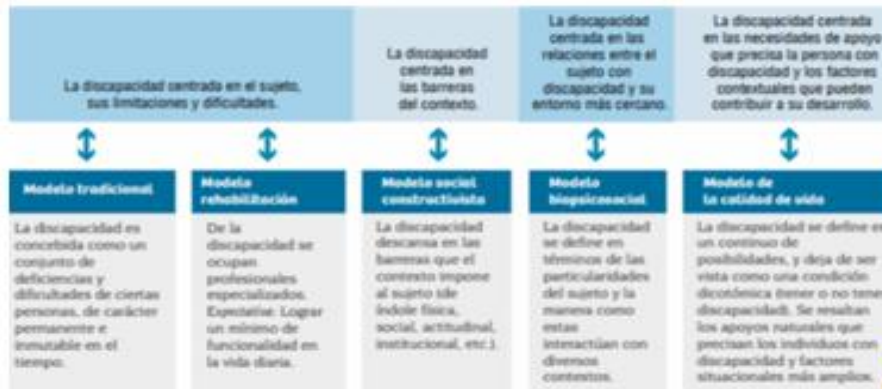 La discapacidad centrada en el sujeto,
sus limitaciones y dificultades.
La discapacidad
centrada en
las barreras
del contexto.
La discapacidad
centrada en las
relaciones entre el
sujeto con
discapacidad y su
entorno más cercano.
La discapacidad centrada
en las necesidades de apoyo
que precisa la persona con
discapacidad y los factores
contextuales que pueden
contribuir a su desarrollo.
Modelo tradicional
La discapacidad es
concebida como un
conjunto de
deficiencias y
dificultades de ciertas
personas, de carácter
permanente e
inmutable en el
tiempo.
Modelo
rehabilitación
De la
discapacidad se
ocupan
profesionales
especializados.
Expectativa: Lograr
un mínimo de
funcionalidad en
la vida diaria.
Modelo social
constructivista
La discapacidad
descansa en las
barreras que el
contexto impone
al sujeto (de
índole física,
social, actitudinal,
institucional, etc.).
Modelo
biopsicosocial
La discapacidad
se define en
términos de las
particularidades
del sujeto y la
manera como
estas
interactúan con
diversos
contextos.
Modelo de
la calidad de vida
La discapacidad se define en
un continuo de
posibilidades, y deja de ser
vista como una condición
dicotómica (tener o no tener
discapacidad). Se resaltan
los apoyos naturales que
precisan los individuos con
discapacidad y factores
situacionales más amplios.